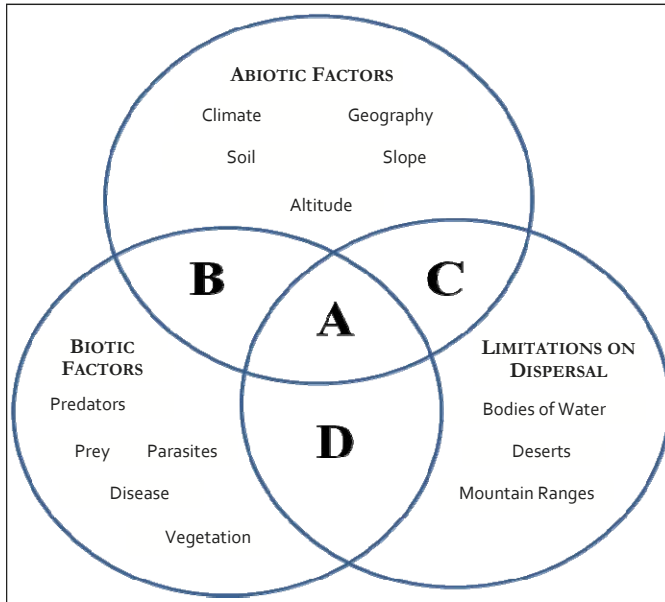 ABIOTIC FACTORS
Climate Geography
Soil Slope
Altitude
B C
A
BIOTIC
FACTORS
Predators
Prey Parasites
Disease
Vegetation
LIMITATIONS ON
DISPERSAL
Bodies of Water
Deserts
Mountain Ranges
D